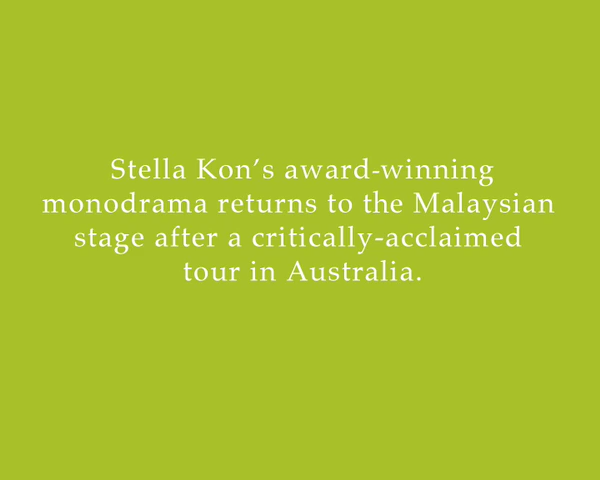 Stella Kon’s award-winning
monodrama returns to the Malaysian
stage after a critically-acclaimed
tour in Australia.